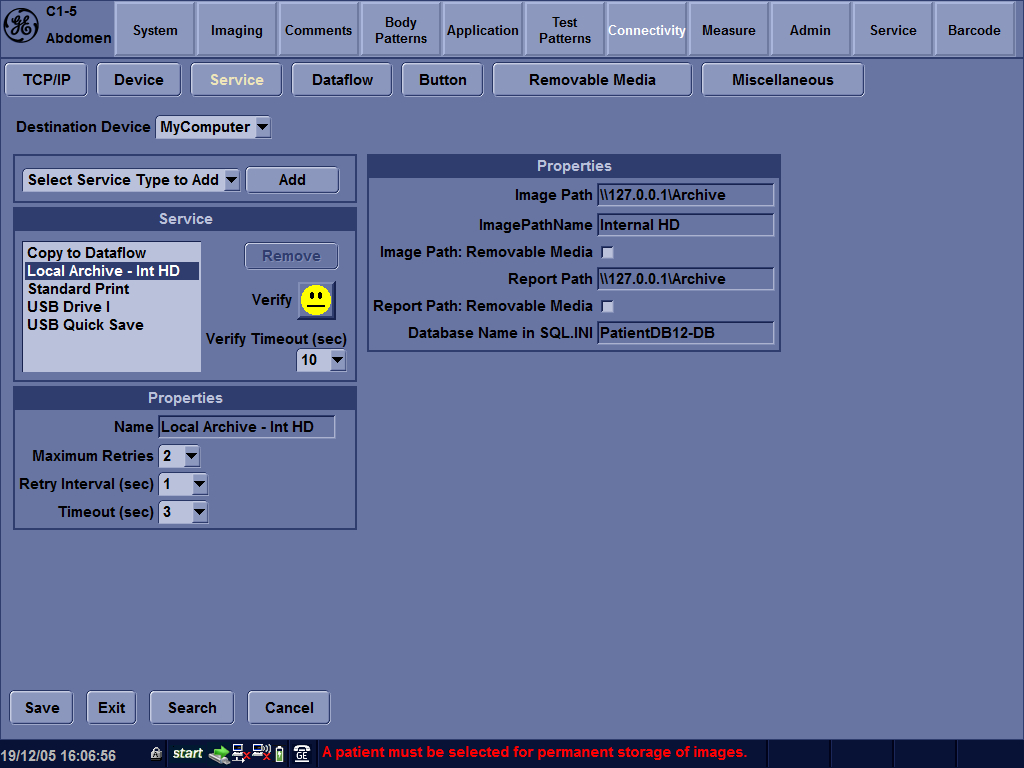 C1-5
Abdomen
System
Imaging
Comments
Body
Patterns
Application
Test
Patterns
Connectivity
Measure
Admin
Service
Barcode
TCP/IP
Device
Service
Dataflow
Button
Removable Media
Miscellaneous
Destination Device MyComputer
Select Service Type to Add
Add
Service
Copy to Dataflow
Local Archive - Int HD
Standard Print
USB Drive I
USB Quick Save
Remove
Verify
Verify Timeout (sec)
10
Properties
Name Local Archive - Int HD
Maximum Retries 2
Retry Interval (sec) 1
Timeout (sec) 3
Properties
Image Path \\127.0.0.1\Archive
ImagePathName Internal HD
Image Path: Removable Media
Report Path \\127.0.0.1\Archive
Report Path: Removable Media
Database Name in SQL.INI PatientDB12-DB
Save
Exit
Search
Cancel
19/12/05 16:06:56
start
GE
A patient must be selected for permanent storage of images.